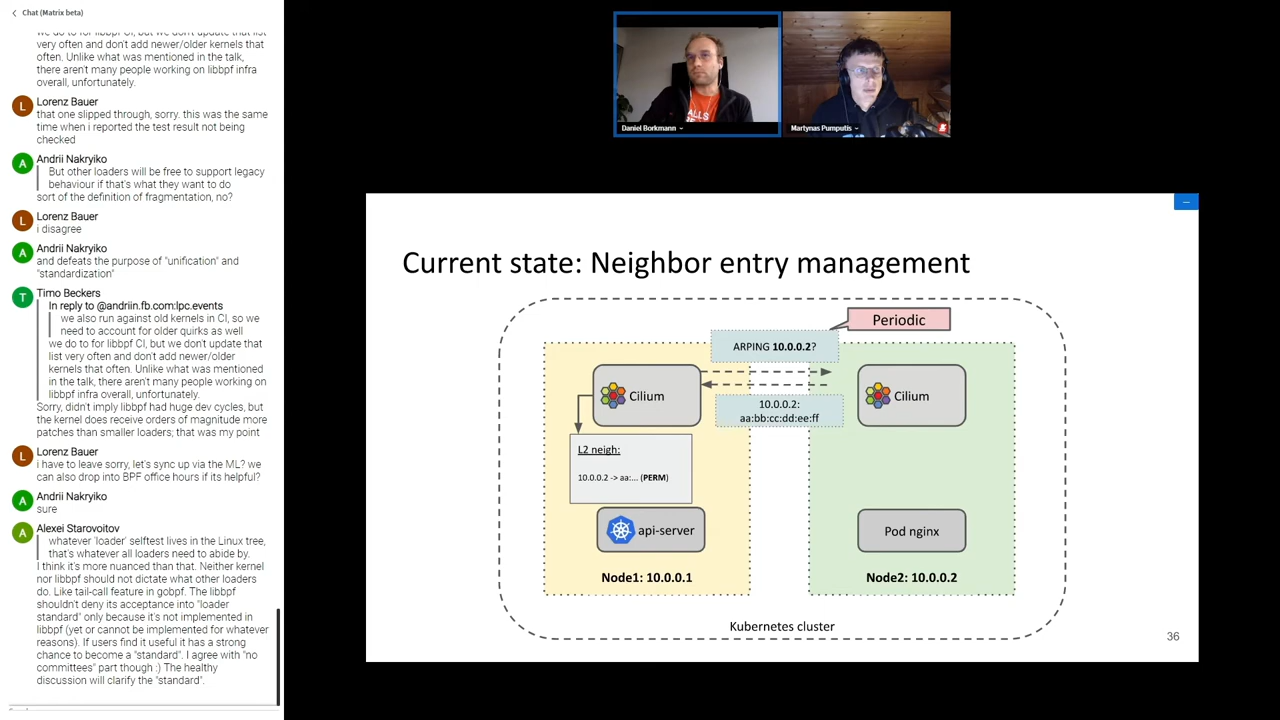 Chat (Matrix beta)
we do to for libbpf CI, but we don't update that list
very often and don't add newer/older kernels that
often. Unlike what was mentioned in the talk,
there aren't many people working on libbpf infra
overall, unfortunately.
L
Lorenz Bauer
that one slipped through, sorry. this was the same
time when i reported the test result not being
checked
A
Andrii Nakryiko
But other loaders will be free to support legacy
behaviour if that's what they want to do
sort of the definition of fragmentation, no?
L
Lorenz Bauer
i disagree
A
Andrii Nakryiko
and defeats the purpose of "unification" and
"standardization"
T
Timo Beckers
In reply to @andriin.fb.com:lpc.events
we also run against old kernels in CI, so we
need to account for older quirks as well
we do to for libbpf CI, but we don't update that
list very often and don't add newer/older
kernels that often. Unlike what was mentioned
in the talk, there aren't many people working on
libbpf infra overall, unfortunately.
Sorry, didn't imply libbpf had huge dev cycles, but
the kernel does receive orders of magnitude more
patches than smaller loaders; that was my point
L
Lorenz Bauer
i have to leave sorry, let's sync up via the ML? we
can also drop into BPF office hours if its helpful?
A
Andrii Nakryiko
sure
A
Alexei Starovoitov
whatever 'loader' selftest lives in the Linux tree,
that's whatever all loaders need to abide by.
I think it's more nuanced than that. Neither kernel
nor libbpf should not dictate what other loaders
do. Like tail-call feature in gobpf. The libbpf
shouldn't deny its acceptance into "loader
standard" only because it's not implemented in
libbpf (yet or cannot be implemented for whatever
reasons). If users find it useful it has a strong
chance to become a "standard". I agree with "no
committees" part though :) The healthy
discussion will clarify the "standard".
Daniel Borkmann
Martynas Pumputis
Current state: Neighbor entry management
Periodic
ARPING 10.0.0.2?
Cilium
Cilium
10.0.0.2:
aa:bb:cc:dd:ee:ff
L2 neigh:
10.0.0.2 -> aa:... (PERM)
api-server
Pod nginx
Node1: 10.0.0.1
Node2: 10.0.0.2
Kubernetes cluster
36